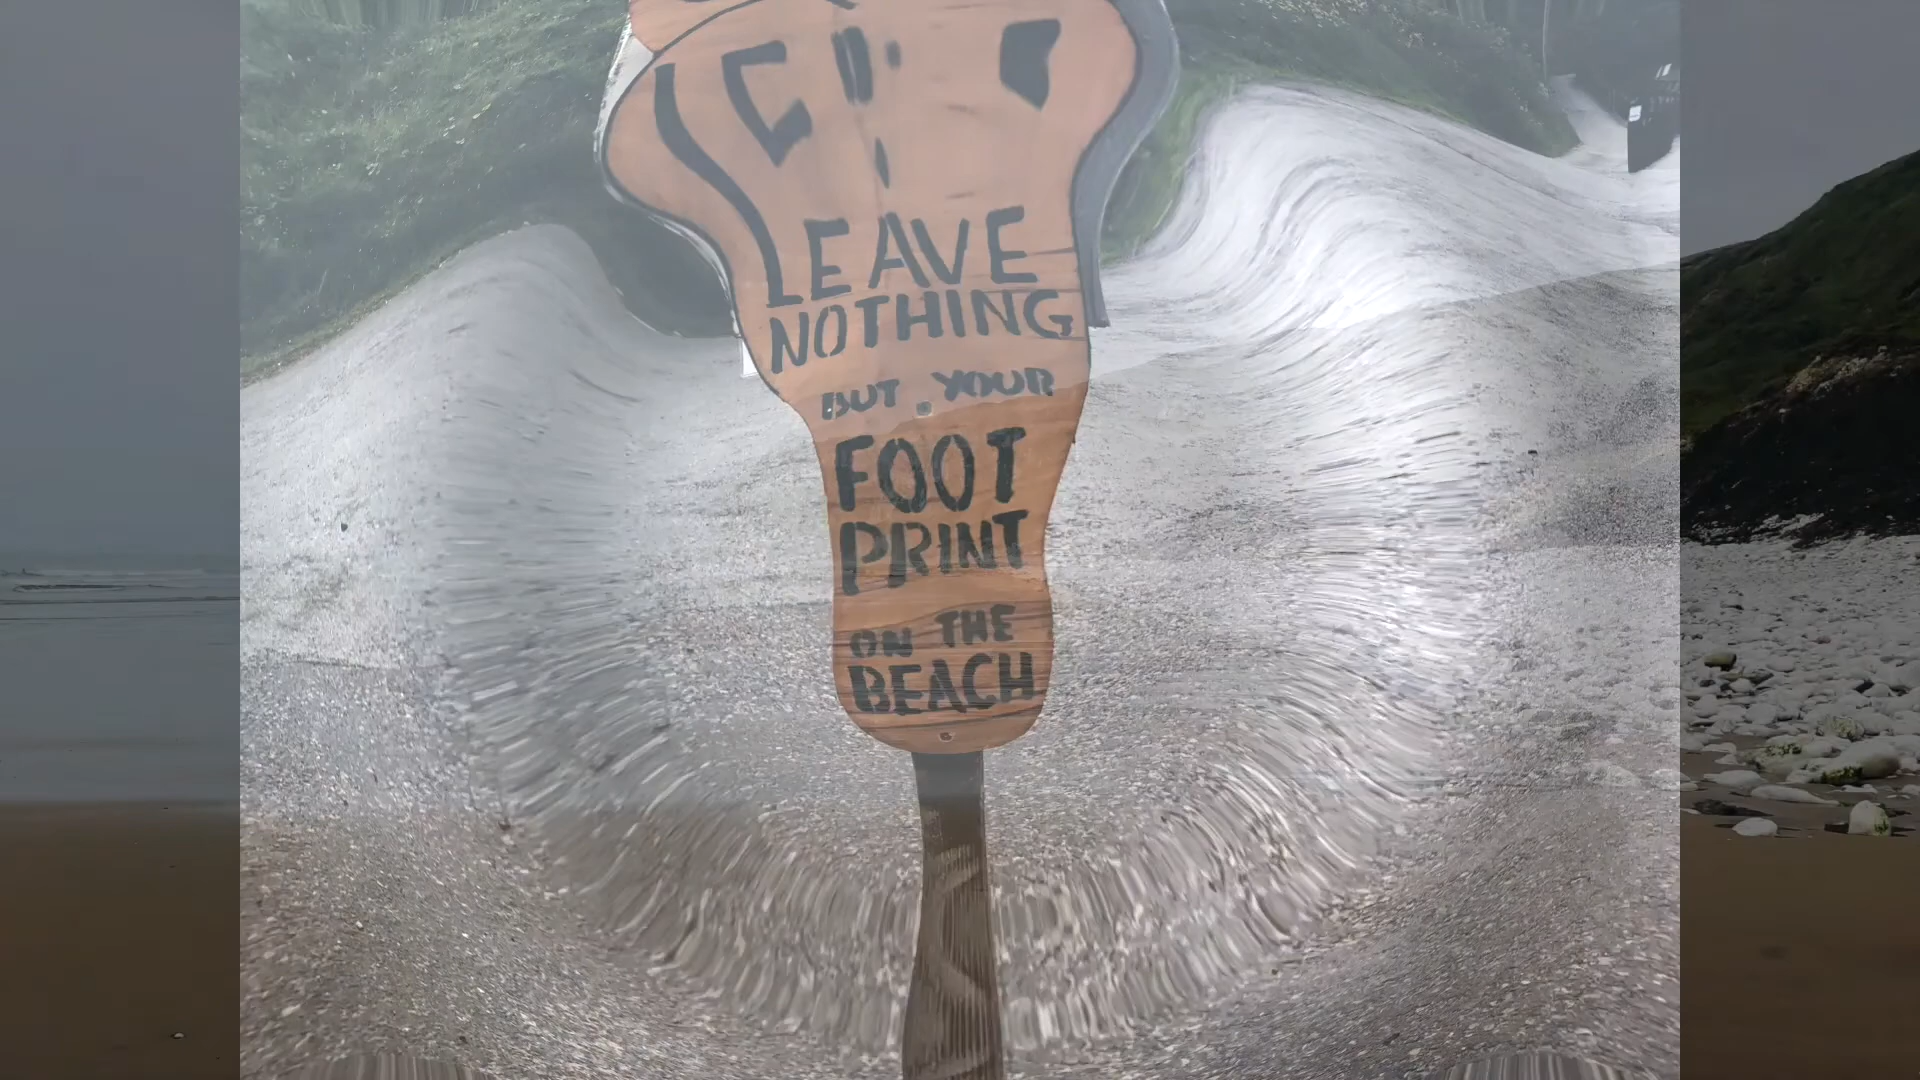 LEAVE
NOTHING
BUT YOUR
FOOT
PRINT
ON THE
BEACH